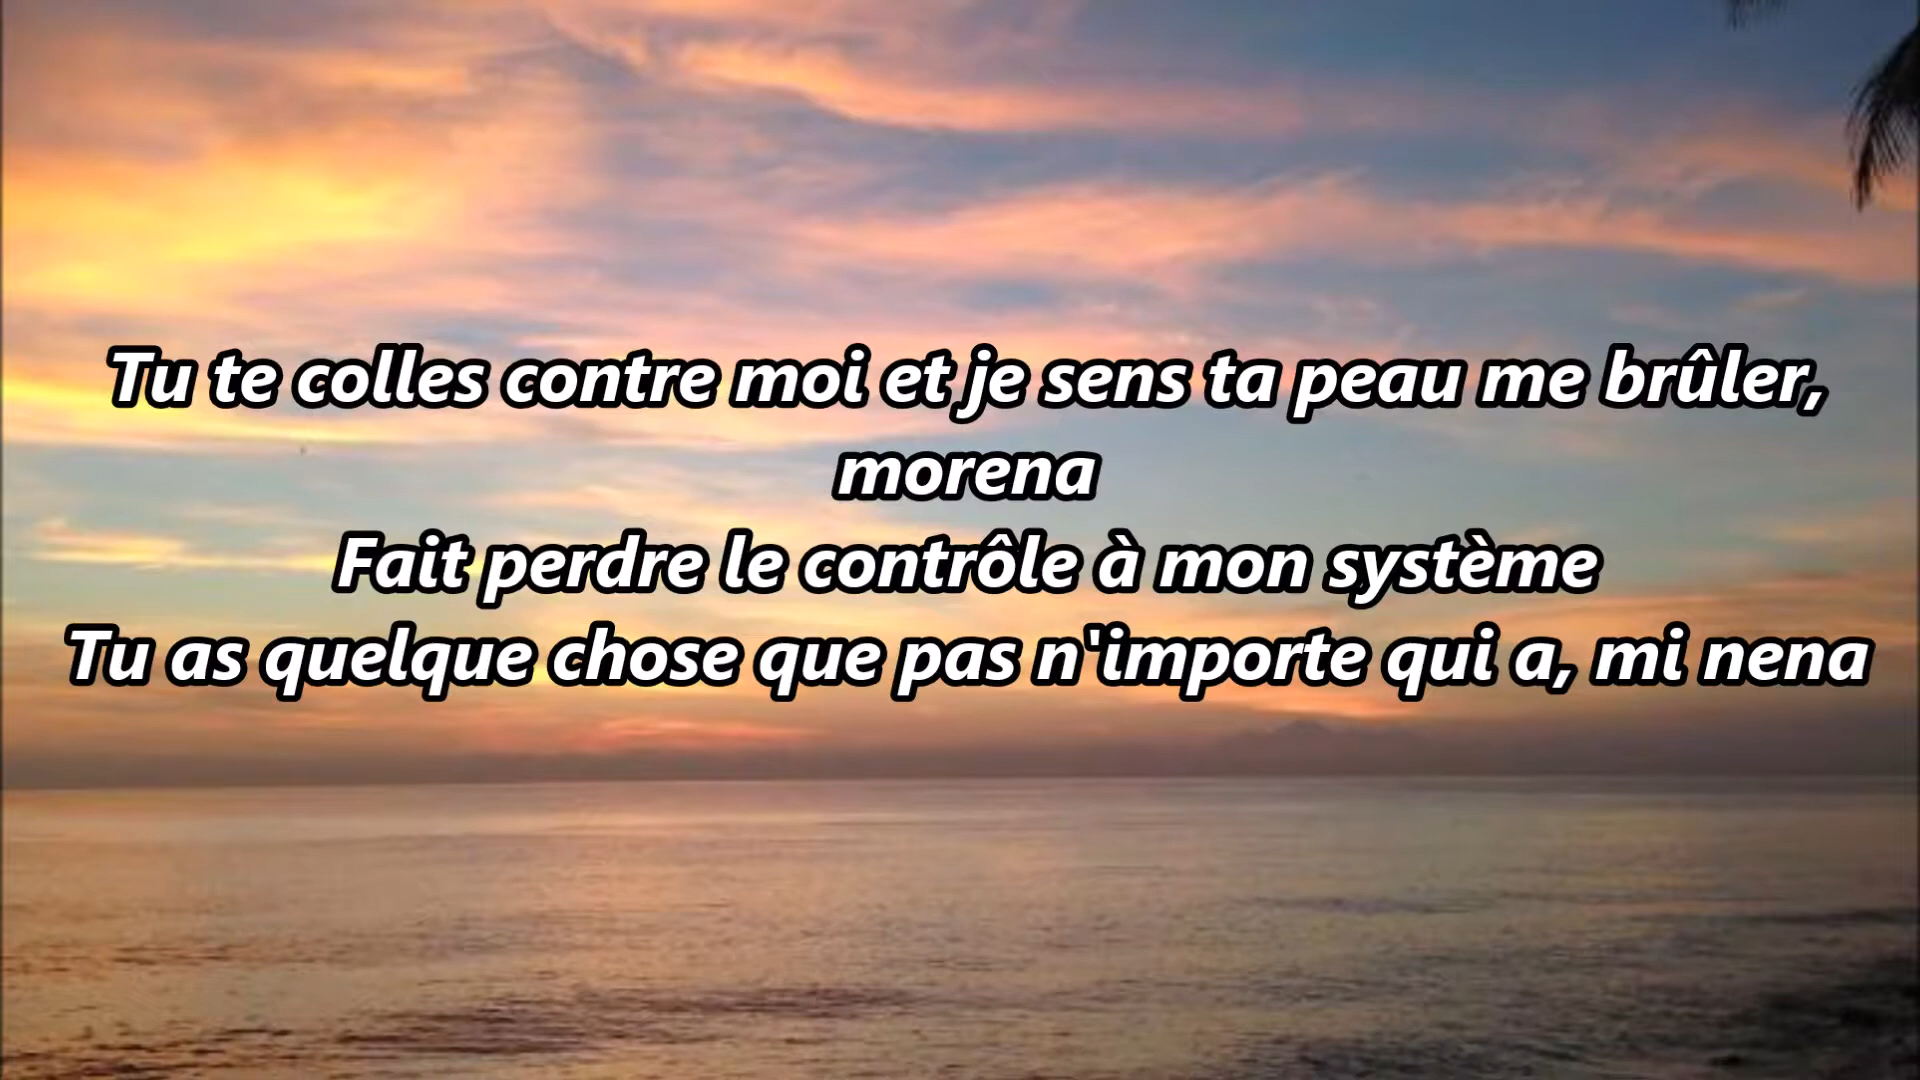 Tu te colles contre moi et je sens ta peau me brûler,
morena
Fait perdre le contrôle à mon système
Tu as quelque chose que pas n'importe qui a, mi nena